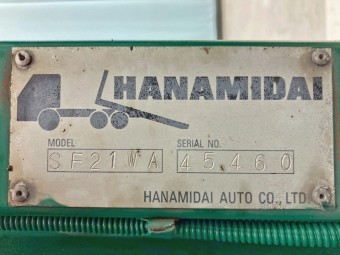 HANAMIDAI
MODEL SERIAL NO.
SF21WA 45460
HANAMIDAI AUTO CO., LTD